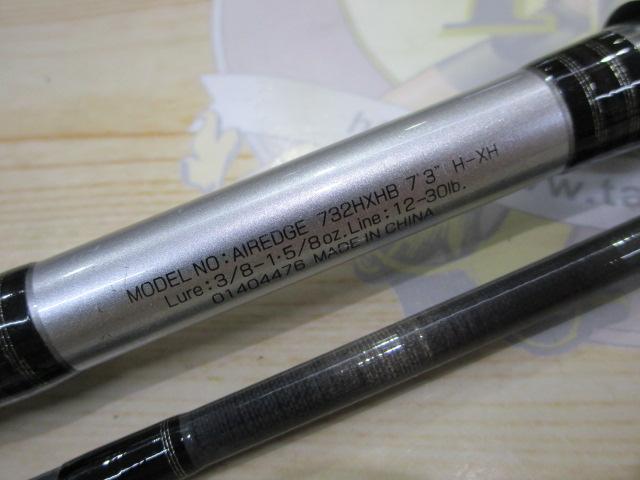 MODEL NO: AIREDGE 732HXHB 7'3" H-XH
Lure: 3/8-1·5/8oz. Line: 12-30lb.
01404476 MADE IN CHINA